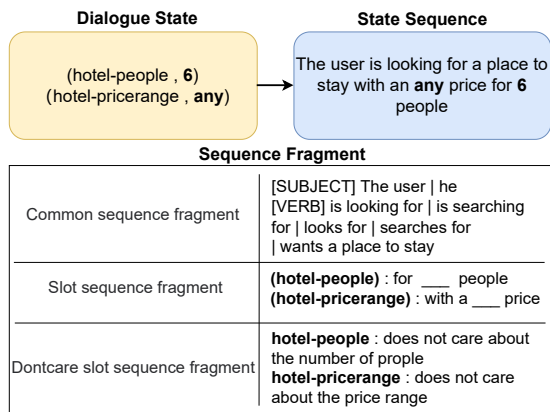 Dialogue State
State Sequence
(hotel-people , 6)
(hotel-pricerange , any)
The user is looking for a place to
stay with an any price for 6
people
Sequence Fragment
Common sequence fragment
[SUBJECT] The user | he
[VERB] is looking for | is searching
for | looks for | searches for
| wants a place to stay
Slot sequence fragment
(hotel-people) : for ___ people
(hotel-pricerange) : with a ___ price
Dontcare slot sequence fragment
hotel-people : does not care about
the number of prople
hotel-pricerange : does not care
about the price range